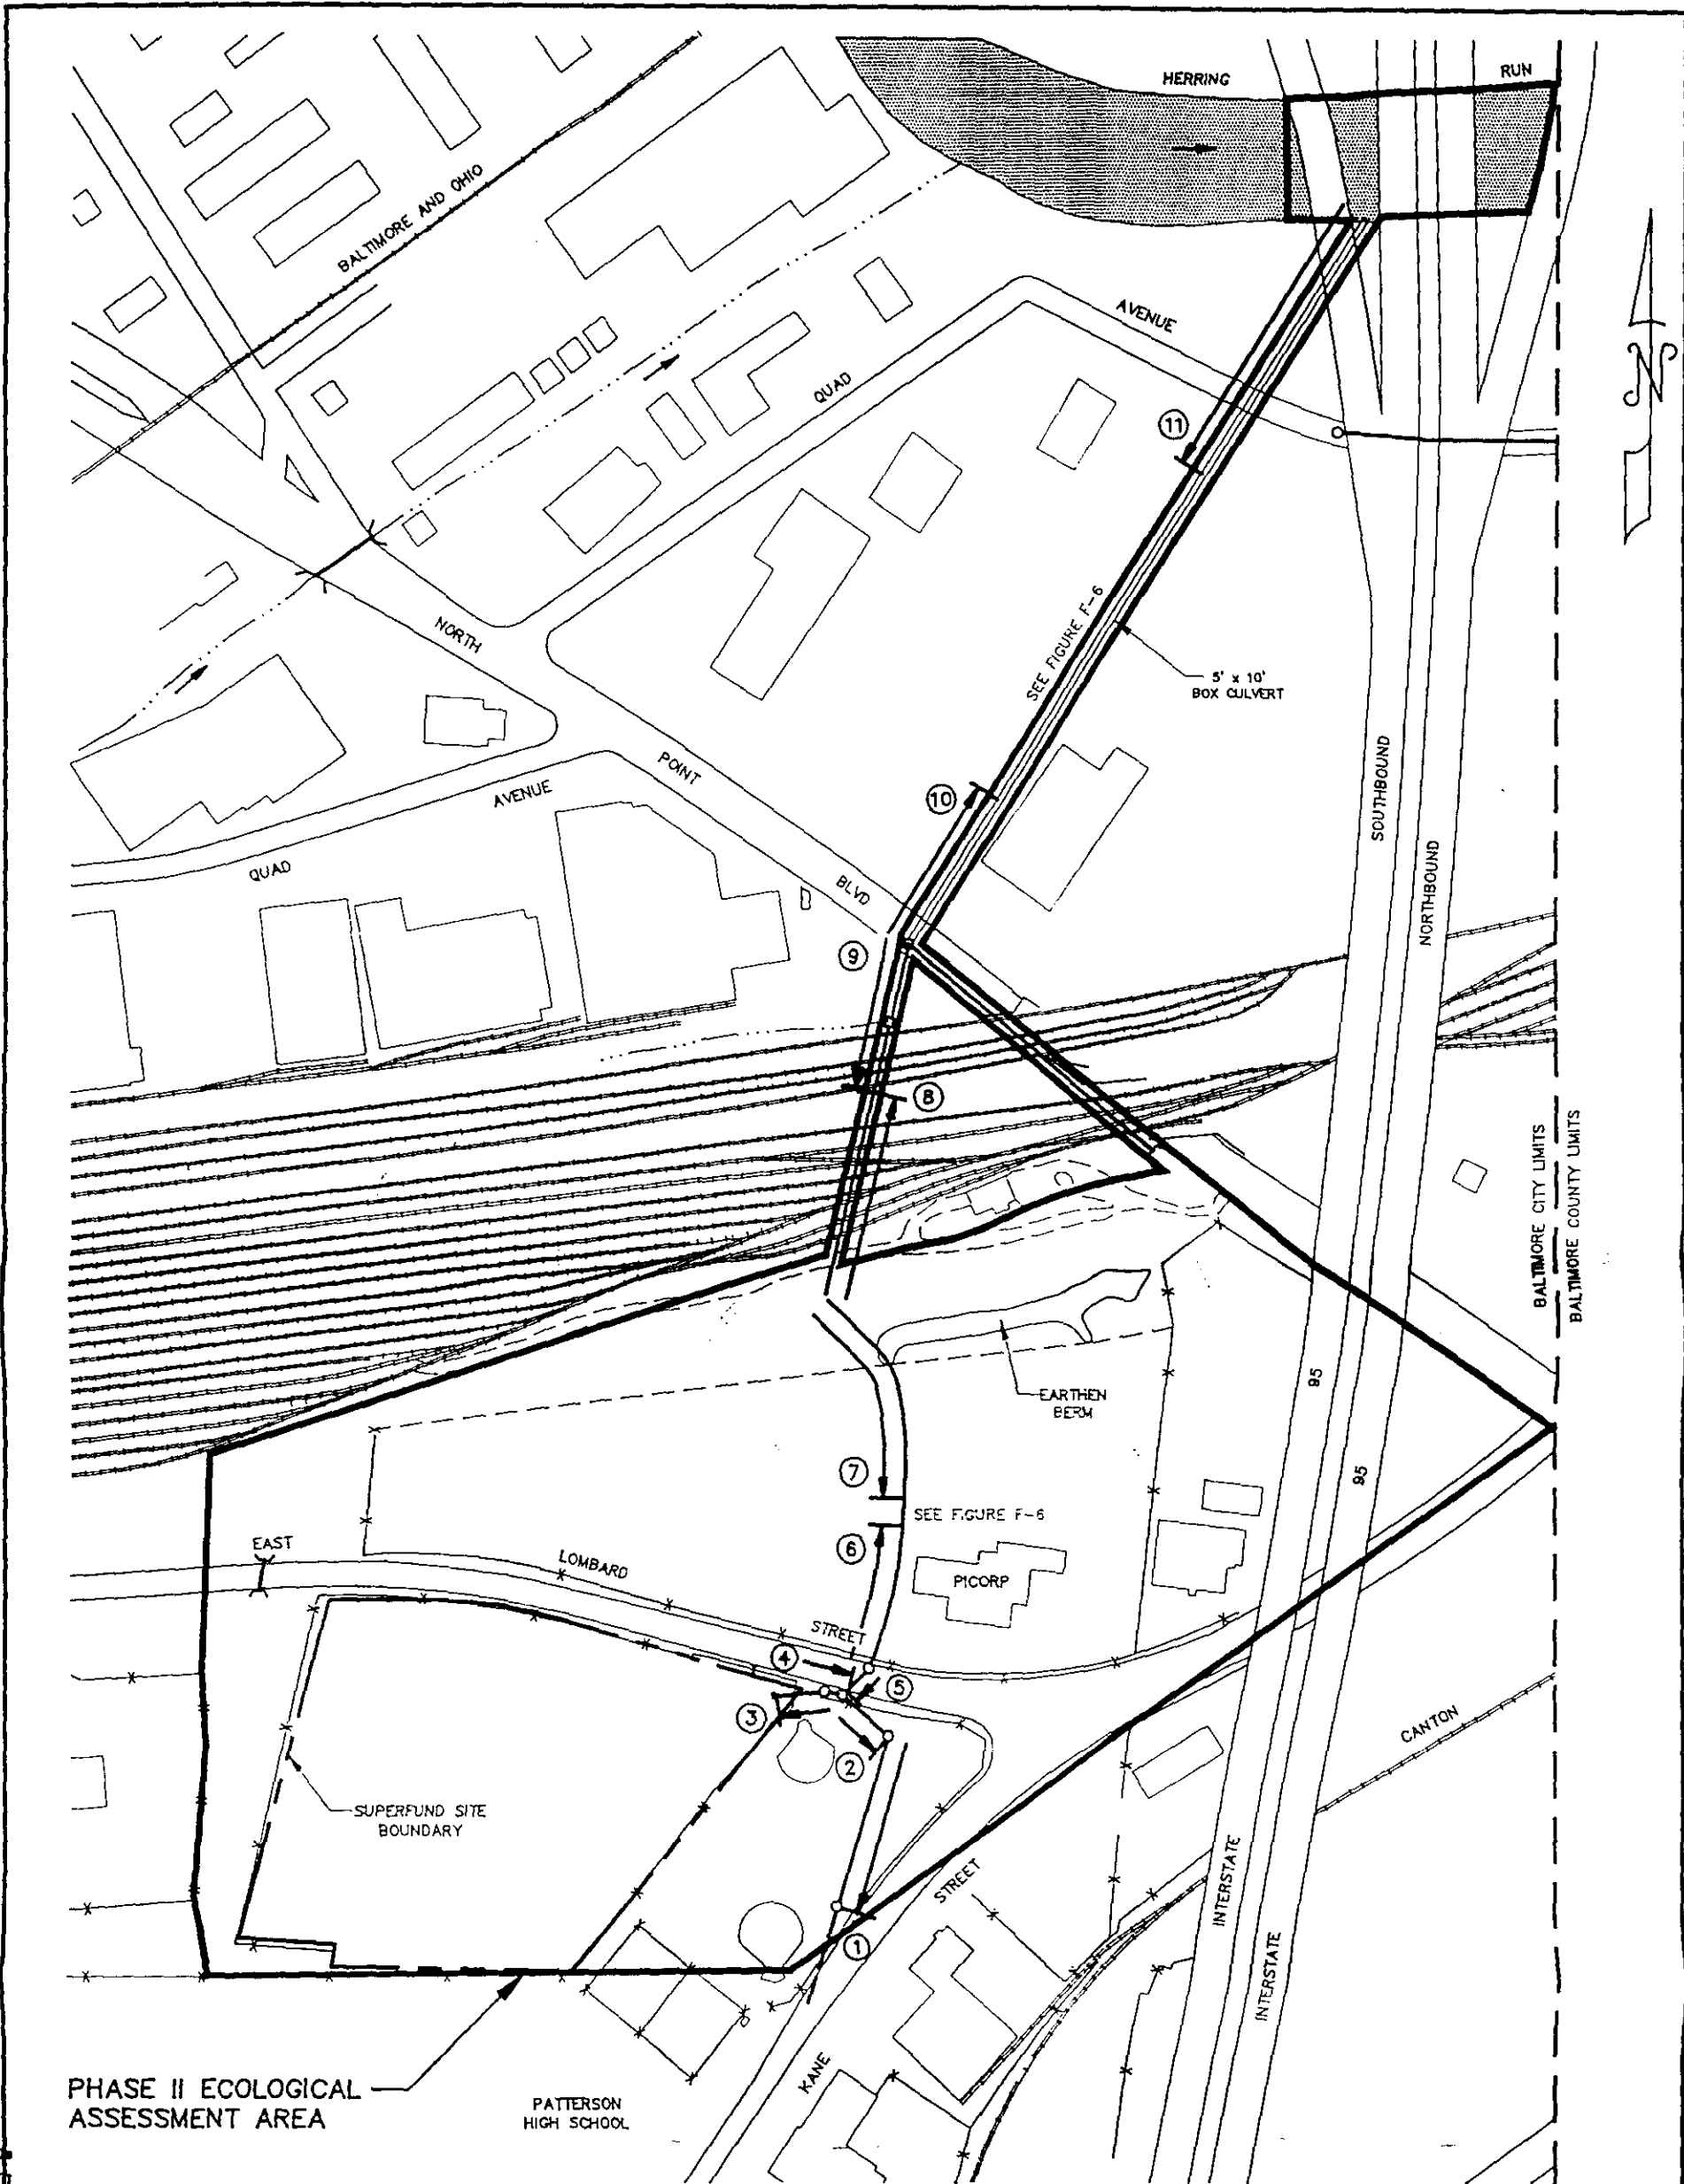 HERRING
RUN
BALTIMORE AND OHIO
AVENUE
QUAD
11
NORTH
SEE FIGURE F-6
5' x 10'
BOX CULVERT
POINT
SOUTHBOUND
AVENUE
10
QUAD
BLVD
NORTHBOUND
9
8
BALTIMORE CITY LIMITS
BALTIMORE COUNTY LIMITS
EARTHEN
BERM
95
95
7
SEE FIGURE F-6
6
EAST
LOMBARD
PICORP
STREET
4
5
3
2
CANTON
SUPERFUND SITE
BOUNDARY
STREET
INTERSTATE
1
INTERSTATE
KANE
PHASE II ECOLOGICAL
ASSESSMENT AREA
PATTERSON
HIGH SCHOOL